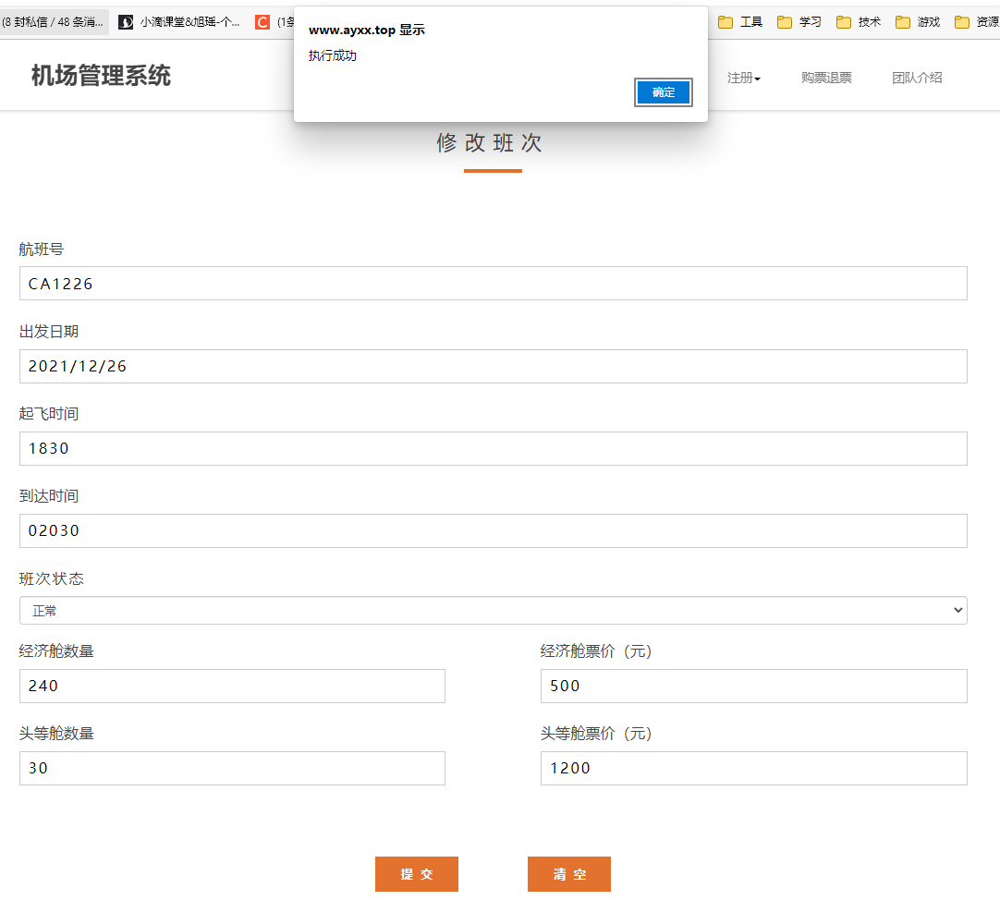 (8 封私信 / 48 条消...
小滴课堂&旭瑶-个...
(1条
工具
学习
技术
游戏
资源
www.ayxx.top 显示
执行成功
确定
机场管理系统
注册
购票退票
团队介绍
修改班次
航班号
CA1226
出发日期
2021/12/26
起飞时间
1830
到达时间
02030
班次状态
正常
经济舱数量
经济舱票价（元）
240
500
头等舱数量
头等舱票价（元）
30
1200
提 交
清 空